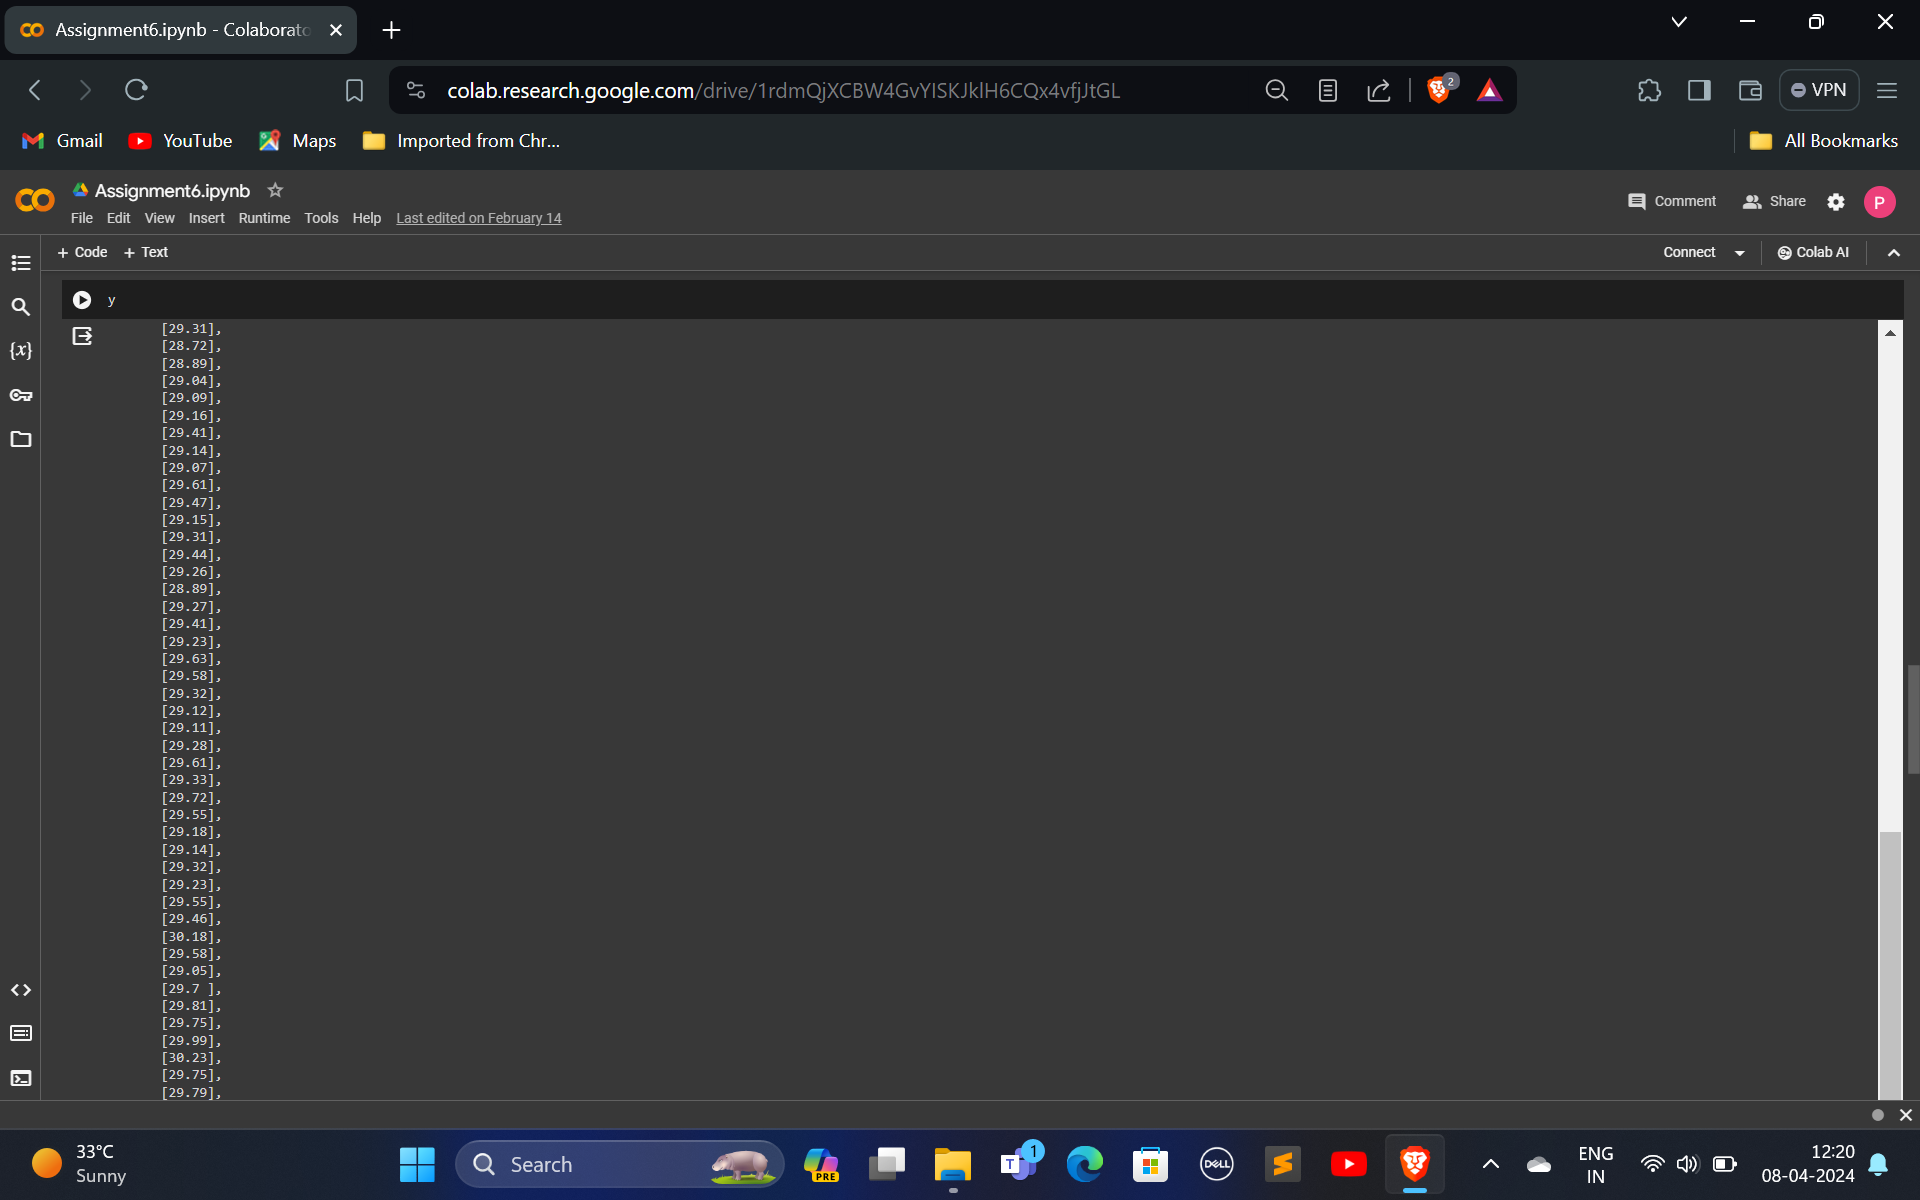 Assignment6.ipynb - Colaborato
colab.research.google.com/drive/1rdmQjXCBW4GvYISKJklH6CQx4vfjJtGL
2
VPN
Gmail
YouTube
Maps
Imported from Chr...
All Bookmarks
Assignment6.ipynb
Comment
Share
P
File Edit View Insert Runtime Tools Help Last edited on February 14
+ Code + Text
Connect
Colab AI
{x}
y
[29.31],
[28.72],
[28.89],
[29.04],
[29.09],
[29.16],
[29.41],
[29.14],
[29.07],
[29.61],
[29.47],
[29.15],
[29.31],
[29.44],
[29.26],
[28.89],
[29.27],
[29.41],
[29.23],
[29.63],
[29.58],
[29.32],
[29.12],
[29.11],
[29.28],
[29.61],
[29.33],
[29.72],
[29.55],
[29.18],
[29.14],
[29.32],
[29.23],
[29.55],
[29.46],
[30.18],
[29.58],
[29.05],
[29.7 ],
[29.81],
[29.75],
[29.99],
[30.23],
[29.75],
[29.79],
33°C
Sunny
Search
PRE
T
1
DELL
ENG
IN
12:20
08-04-2024